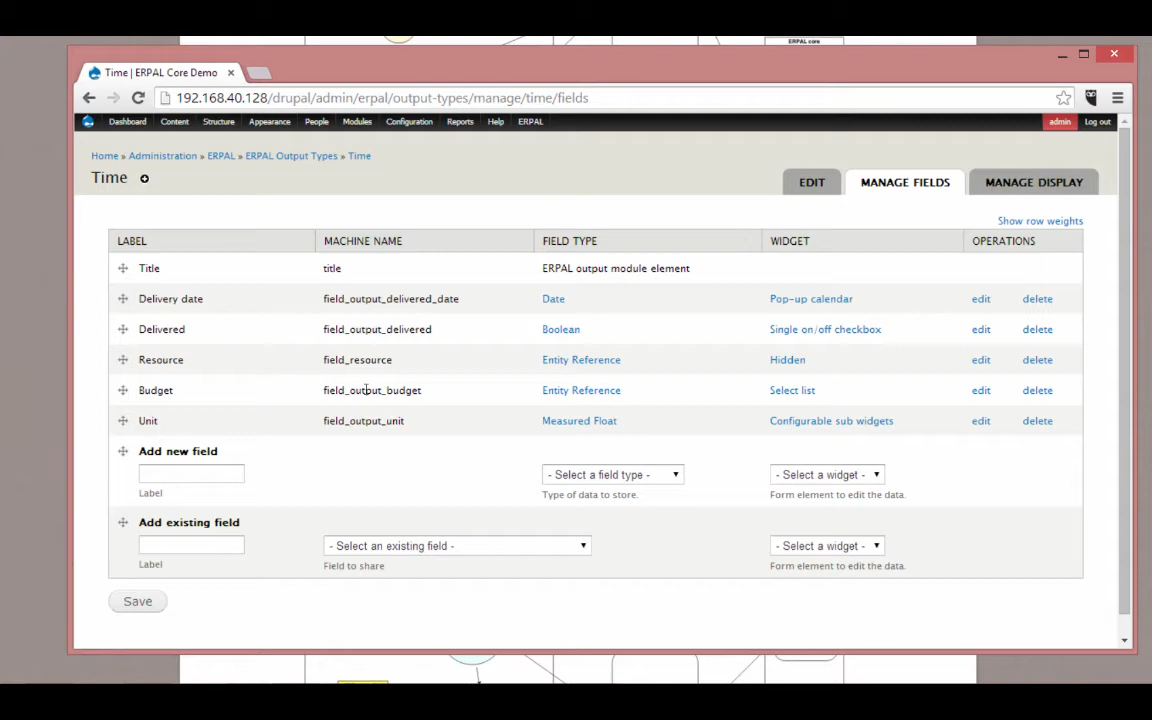 ERPAL core
Time | ERPAL Core Demo
192.168.40.128/drupal/admin/erpal/output-types/manage/time/fields
Dashboard Content Structure Appearance People Modules Configuration Reports Help ERPAL admin Log out
Home » Administration » ERPAL » ERPAL Output Types » Time
Time
EDIT MANAGE FIELDS MANAGE DISPLAY
Show row weights
LABEL MACHINE NAME FIELD TYPE WIDGET OPERATIONS
Title title ERPAL output module element
Delivery date field_output_delivered_date Date Pop-up calendar edit delete
Delivered field_output_delivered Boolean Single on/off checkbox edit delete
Resource field_resource Entity Reference Hidden edit delete
Budget field_output_budget Entity Reference Select list edit delete
Unit field_output_unit Measured Float Configurable sub widgets edit delete
Add new field
- Select a field type - - Select a widget -
Label Type of data to store. Form element to edit the data.
Add existing field
- Select an existing field - - Select a widget -
Label Field to share Form element to edit the data.
Save